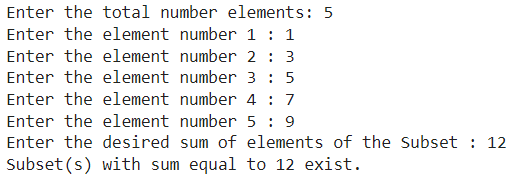 Enter the total number elements: 5
Enter the element number 1 : 1
Enter the element number 2 : 3
Enter the element number 3 : 5
Enter the element number 4 : 7
Enter the element number 5 : 9
Enter the desired sum of elements of the Subset : 12
Subset(s) with sum equal to 12 exist.